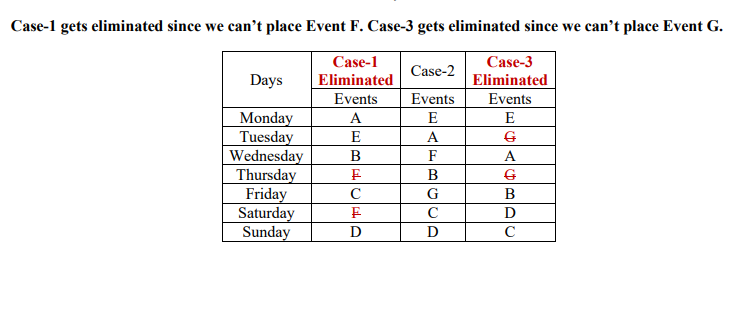 Case-1 gets eliminated since we can’t place Event F. Case-3 gets eliminated since we can’t place Event G.
Days Case-1 Eliminated Case-2 Case-3 Eliminated
Events Events Events
Monday A E E
Tuesday E A G
Wednesday B F A
Thursday F B G
Friday C G B
Saturday F C D
Sunday D D C